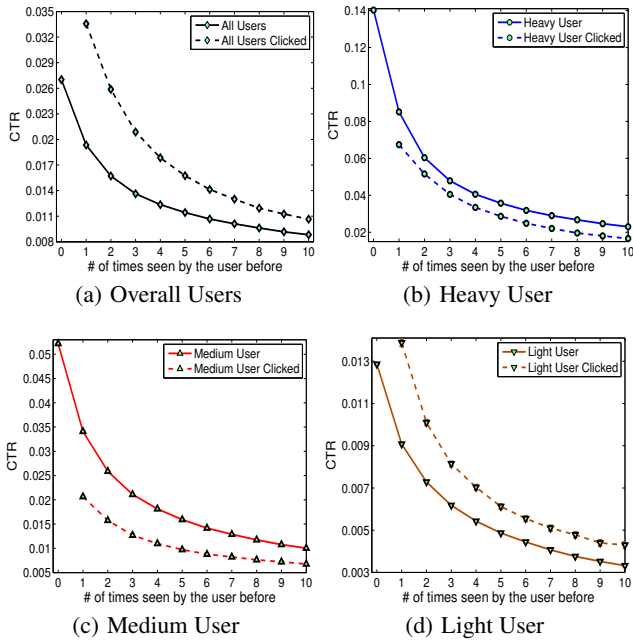 0.035
0.032
0.029
0.026
0.023
0.02
0.017
0.014
0.011
0.008
CTR
All Users
All Users Clicked
0 1 2 3 4 5 6 7 8 9 10
# of times seen by the user before
(a) Overall Users
0.14
0.12
0.1
0.08
0.06
0.04
0.02
CTR
Heavy User
Heavy User Clicked
0 1 2 3 4 5 6 7 8 9 10
# of times seen by the user before
(b) Heavy User
0.05
0.045
0.04
0.035
0.03
0.025
0.02
0.015
0.01
0.005
CTR
Medium User
Medium User Clicked
0 1 2 3 4 5 6 7 8 9 10
# of times seen by the user before
(c) Medium User
0.013
0.011
0.009
0.007
0.005
0.003
CTR
Light User
Light User Clicked
0 1 2 3 4 5 6 7 8 9 10
# of times seen by the user before
(d) Light User